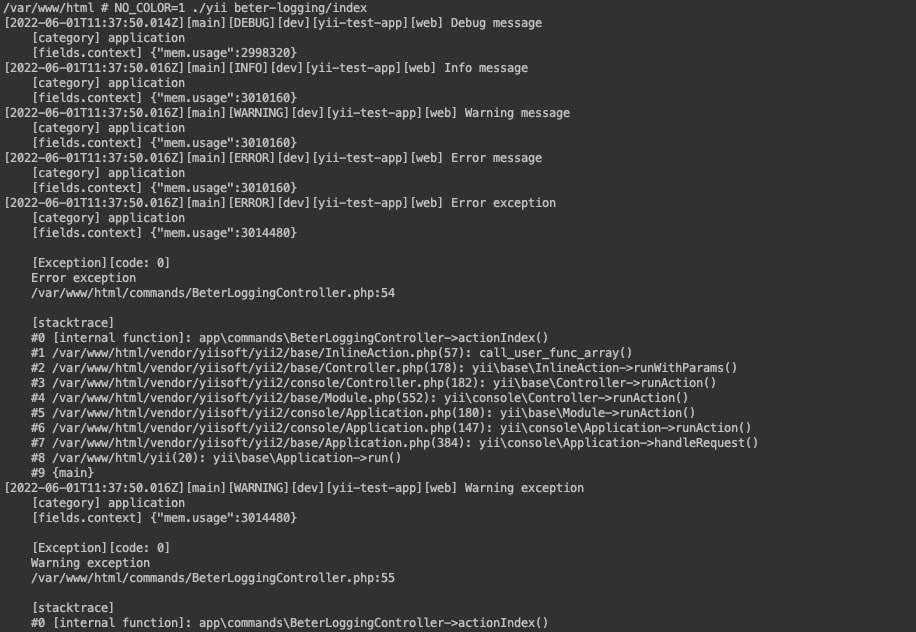 /var/www/html # NO_COLOR=1 ./yii beter-logging/index
[2022-06-01T11:37:50.014Z][main][DEBUG][dev][yii-test-app][web] Debug message
    [category] application
    [fields.context] {"mem.usage":2998320}
[2022-06-01T11:37:50.016Z][main][INFO][dev][yii-test-app][web] Info message
    [category] application
    [fields.context] {"mem.usage":3010160}
[2022-06-01T11:37:50.016Z][main][WARNING][dev][yii-test-app][web] Warning message
    [category] application
    [fields.context] {"mem.usage":3010160}
[2022-06-01T11:37:50.016Z][main][ERROR][dev][yii-test-app][web] Error message
    [category] application
    [fields.context] {"mem.usage":3010160}
[2022-06-01T11:37:50.016Z][main][ERROR][dev][yii-test-app][web] Error exception
    [category] application
    [fields.context] {"mem.usage":3014480}

    [Exception][code: 0]
    Error exception
    /var/www/html/commands/BeterLoggingController.php:54

    [stacktrace]
    #0 [internal function]: app\commands\BeterLoggingController->actionIndex()
    #1 /var/www/html/vendor/yiisoft/yii2/base/InlineAction.php(57): call_user_func_array()
    #2 /var/www/html/vendor/yiisoft/yii2/base/Controller.php(178): yii\base\InlineAction->runWithParams()
    #3 /var/www/html/vendor/yiisoft/yii2/console/Controller.php(182): yii\base\Controller->runAction()
    #4 /var/www/html/vendor/yiisoft/yii2/base/Module.php(552): yii\console\Controller->runAction()
    #5 /var/www/html/vendor/yiisoft/yii2/console/Application.php(180): yii\base\Module->runAction()
    #6 /var/www/html/vendor/yiisoft/yii2/console/Application.php(147): yii\console\Application->runAction()
    #7 /var/www/html/vendor/yiisoft/yii2/base/Application.php(384): yii\console\Application->handleRequest()
    #8 /var/www/html/yii(20): yii\base\Application->run()
    #9 {main}
[2022-06-01T11:37:50.016Z][main][WARNING][dev][yii-test-app][web] Warning exception
    [category] application
    [fields.context] {"mem.usage":3014480}

    [Exception][code: 0]
    Warning exception
    /var/www/html/commands/BeterLoggingController.php:55

    [stacktrace]
    #0 [internal function]: app\commands\BeterLoggingController->actionIndex()